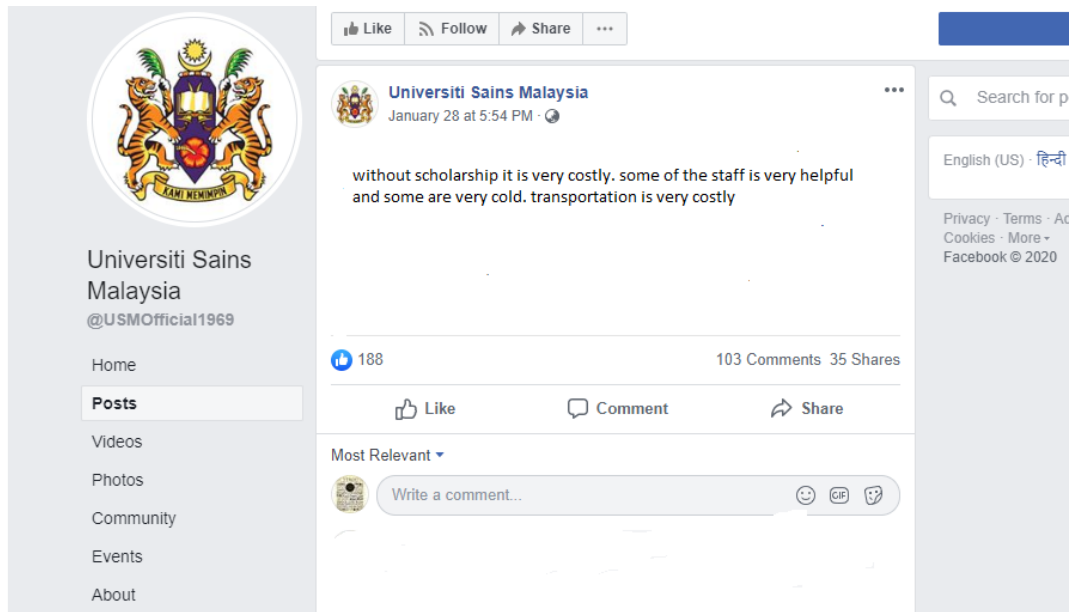 KAMI MEMIMPIN
Universiti Sains
Malaysia
@USMOfficial1969
Home
Posts
Videos
Photos
Community
Events
About
Like
Follow
Share
Universiti Sains Malaysia
January 28 at 5:54 PM ·
without scholarship it is very costly. some of the staff is very helpful
and some are very cold. transportation is very costly
188
103 Comments 35 Shares
Like
Comment
Share
Most Relevant
Write a comment...
GIF
Search for p
English (US) · हिन्दी
Privacy · Terms · Ad
Cookies · More
Facebook © 2020